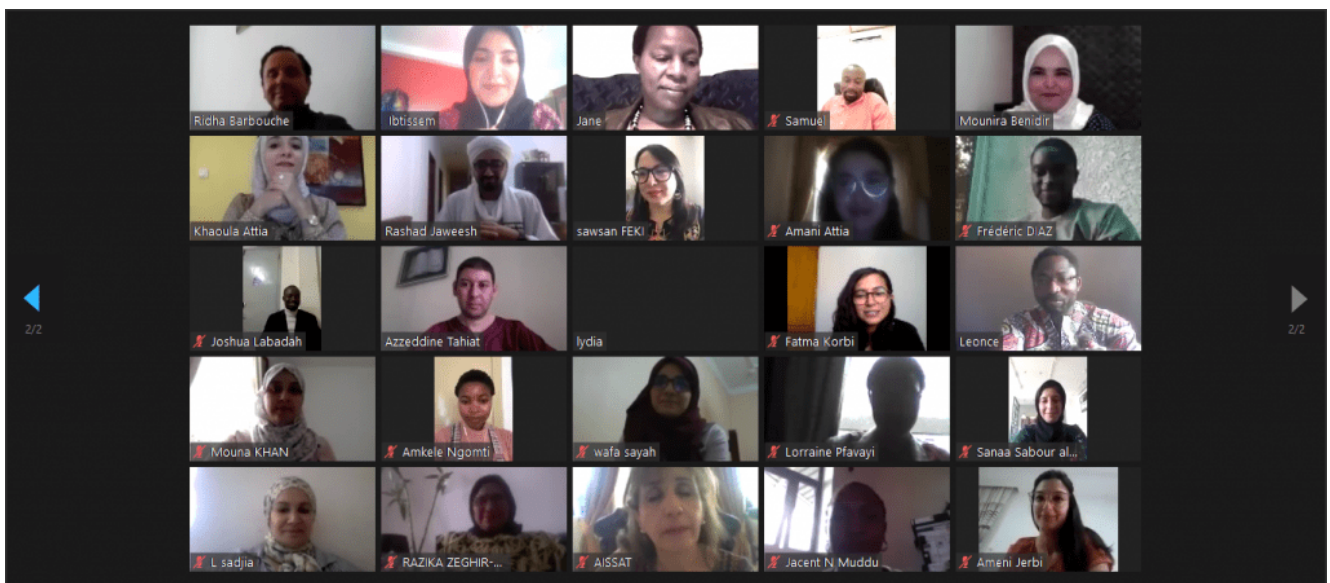 Ridha Barbouche
Ibtissem
Jane
Samuel
Mounira Benidir
Khaoula Attia
Rashad Jaweesh
sawsan FEKI
Amani Attia
Frédéric DIAZ
2/2
Joshua Labadah
Azzeddine Tahiat
lydia
Fatma Korbi
Leonce
2/2
Mouna KHAN
Amkele Ngomti
wafa sayah
Lorraine Pfavayi
Sanaa Sabour al...
L sadjia
RAZIKA ZEGHIR-...
AISSAT
Jacent N Muddu
Ameni Jerbi